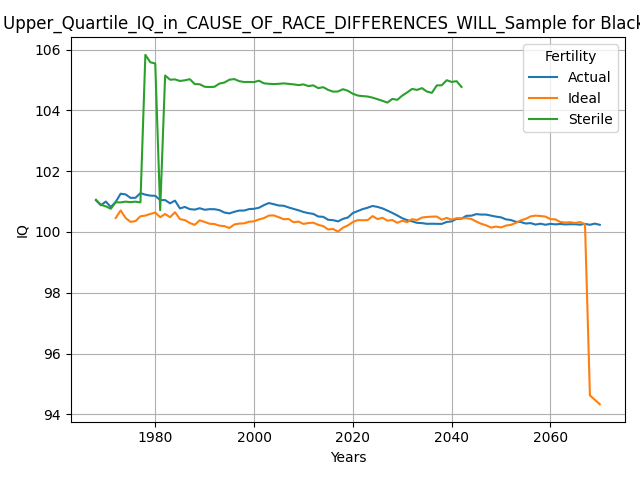 Upper_Quartile_IQ_in_CAUSE_OF_RACE_DIFFERENCES_WILL_Sample for Black
106
104
102
100
98
96
94
IQ
Fertility
Actual
Ideal
Sterile
1980
2000
2020
2040
2060
Years